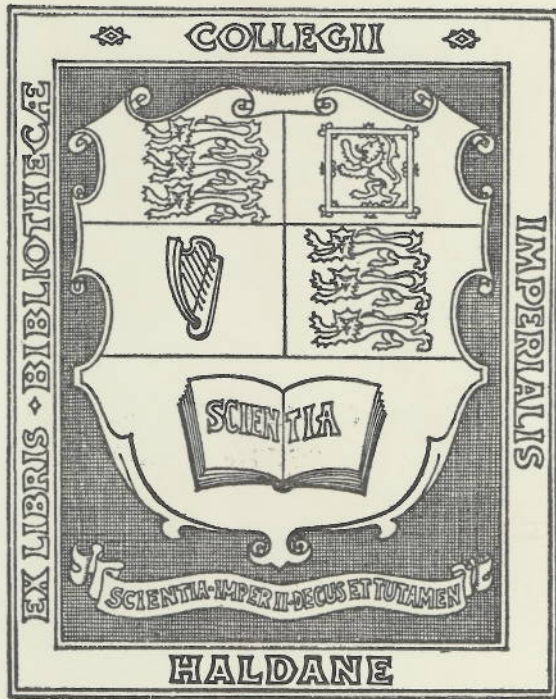 COLLEGII
EX LIBRIS • BIBLIOTHECÆ
IMPERIALIS
SCIENTIA
SCIENTIA·IMPERII·DECUS ET TUTAMEN
HALDANE